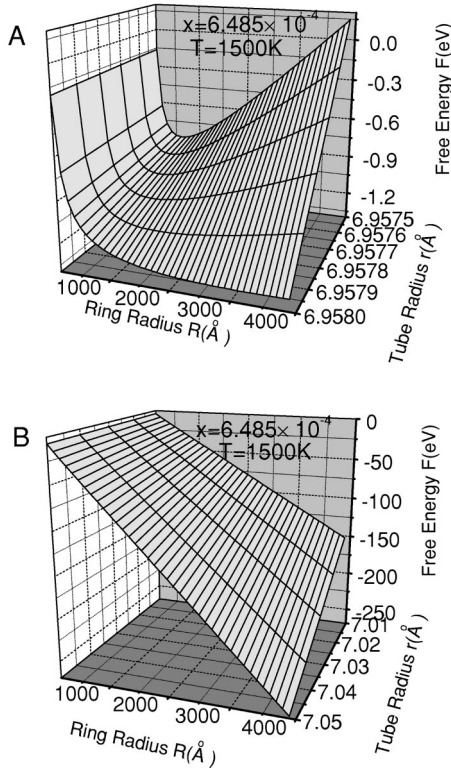 A
x=6.485× 10-4
T=1500K
0.0
-0.3
-0.6
-0.9
-1.2
Free Energy F(eV)
6.9575
6.9576
6.9577
6.9578
6.9579
6.9580
Tube Radius r(Å)
1000
2000
3000
4000
Ring Radius R(Å)
B
x=6.485× 10-4
T=1500K
0
-50
-100
-150
-200
-250
Free Energy F(eV)
7.01
7.02
7.03
7.04
7.05
Tube Radius r(Å)
1000
2000
3000
4000
Ring Radius R(Å)